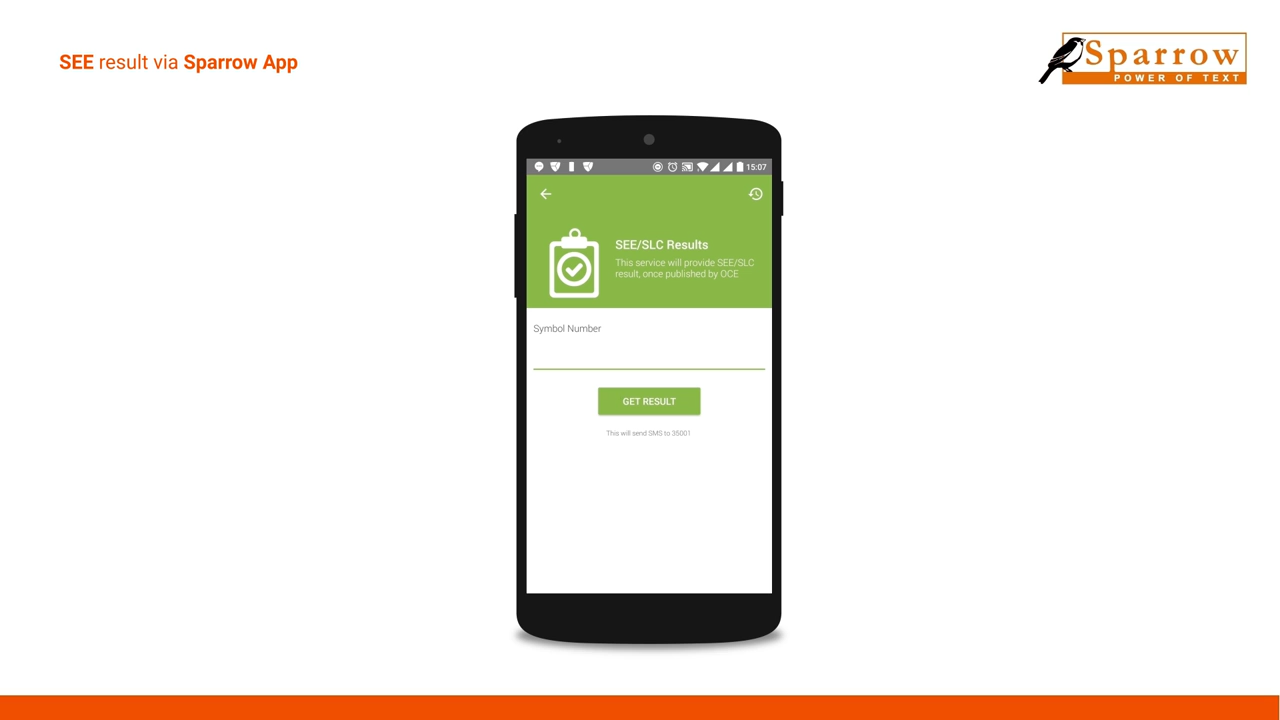 SEE result via Sparrow App
Sparrow
POWER OF TEXT
15:07
SEE/SLC Results
This service will provide SEE/SLC
result, once published by OCE
Symbol Number
GET RESULT
This will send SMS to 35001